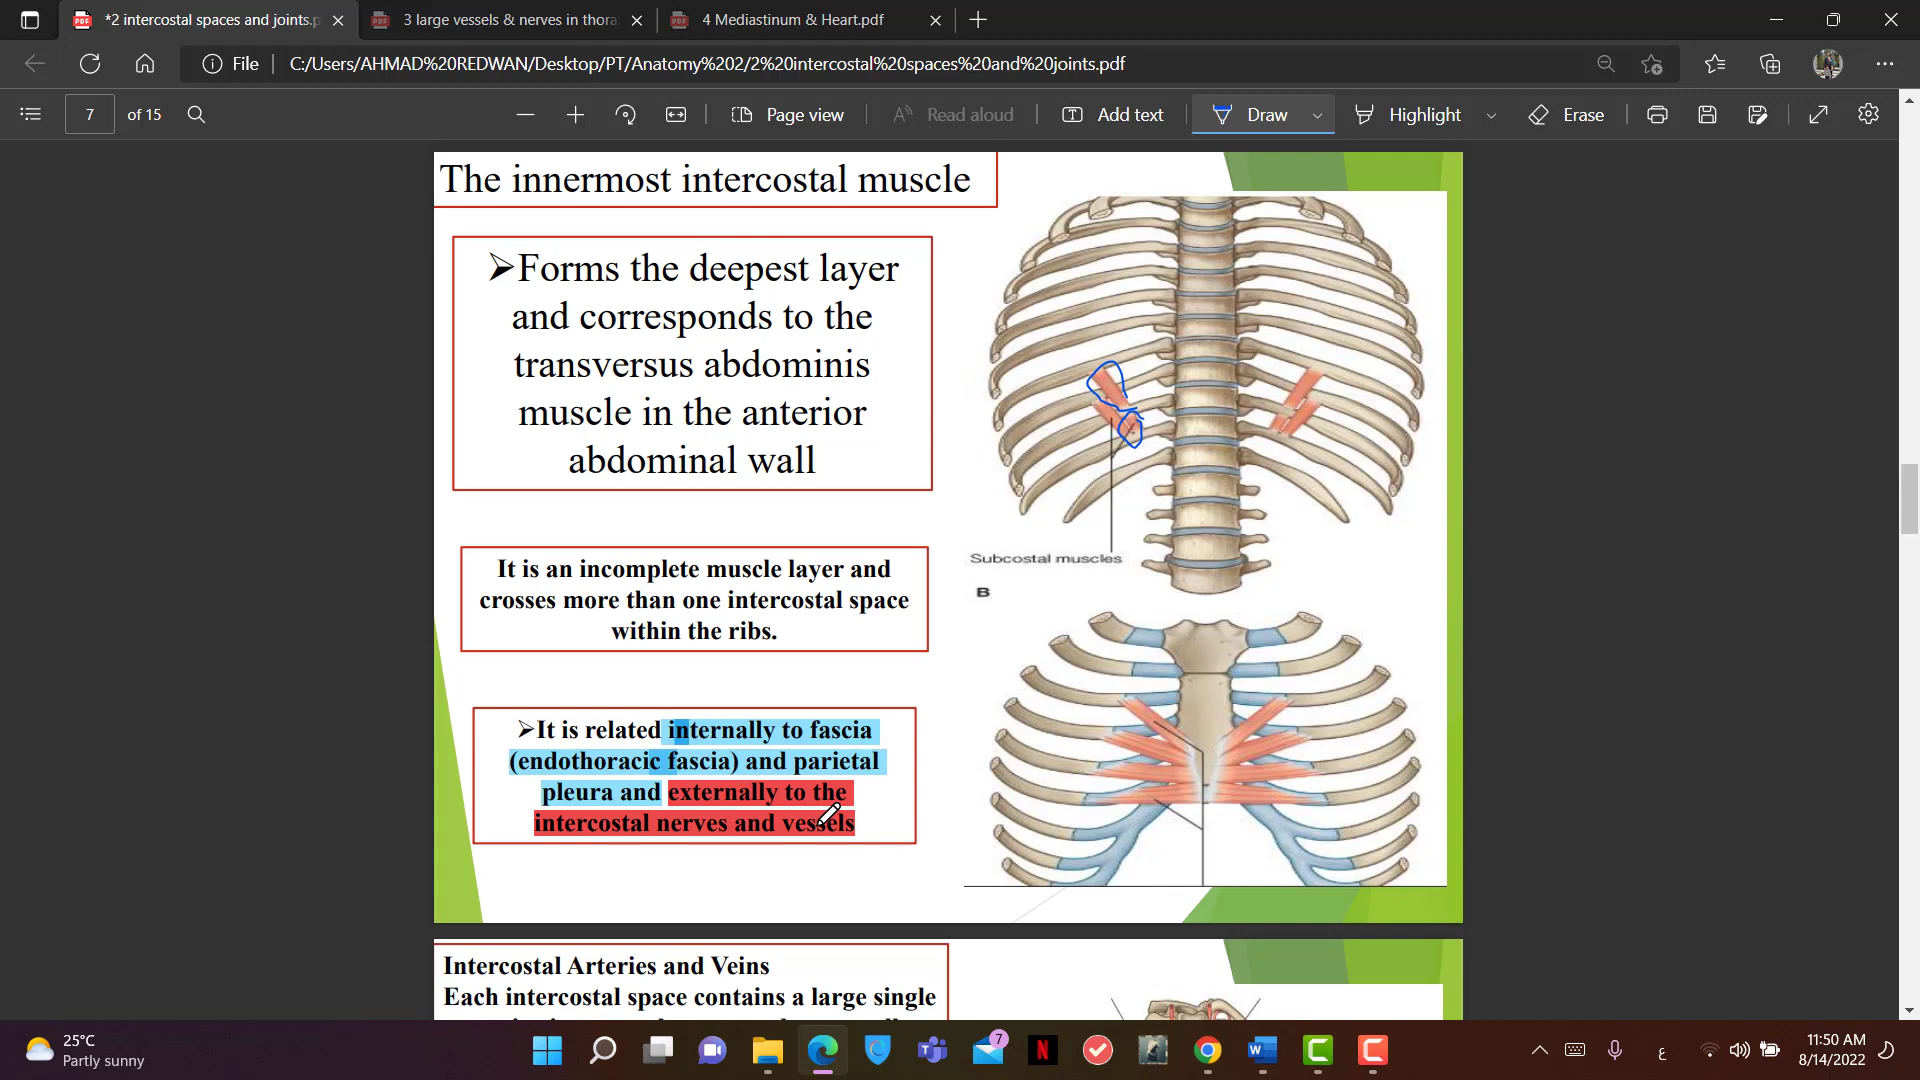 *2 intercostal spaces and joints.p
3 large vessels & nerves in thora
4 Mediastinum & Heart.pdf
File
C:/Users/AHMAD%20REDWAN/Desktop/PT/Anatomy%202/2%20intercostal%20spaces%20and%20joints.pdf
7 of 15
Page view
Read aloud
Add text
Draw
Highlight
Erase
The innermost intercostal muscle
➢Forms the deepest layer
and corresponds to the
transversus abdominis
muscle in the anterior
abdominal wall
It is an incomplete muscle layer and
crosses more than one intercostal space
within the ribs.
➢It is related internally to fascia
(endothoracic fascia) and parietal
pleura and externally to the
intercostal nerves and vessels
Subcostal muscles
B
Intercostal Arteries and Veins
Each intercostal space contains a large single
25°C
Partly sunny
7
ع
11:50 AM
8/14/2022